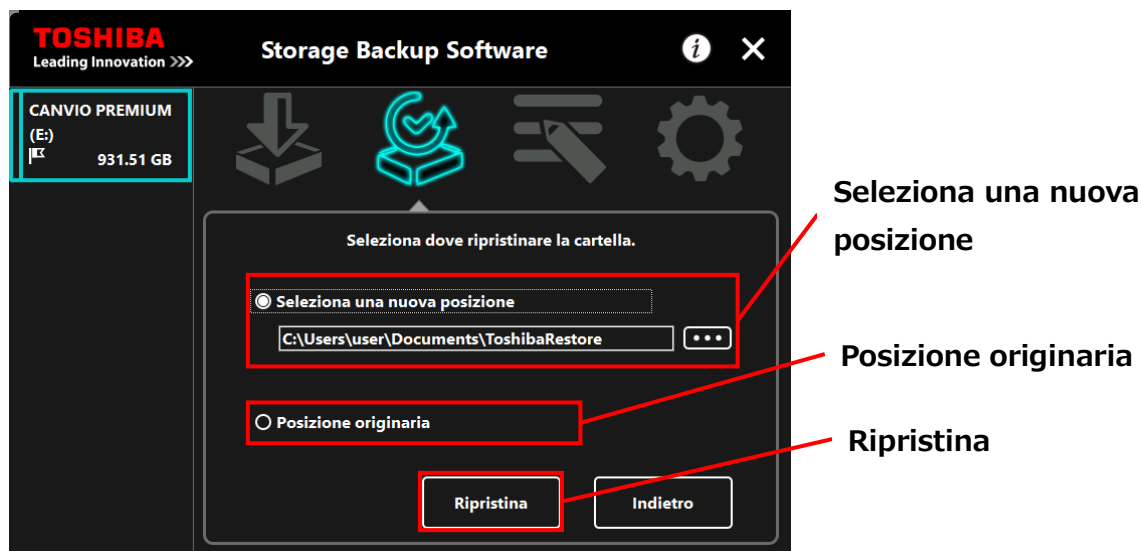 TOSHIBA
Leading Innovation >>>
Storage Backup Software
CANVIO PREMIUM
(E:)
931.51 GB
Seleziona dove ripristinare la cartella.
Seleziona una nuova posizione
C:\Users\user\Documents\ToshibaRestore
Posizione originaria
Ripristina
Indietro
Seleziona una nuova
posizione
Posizione originaria
Ripristina